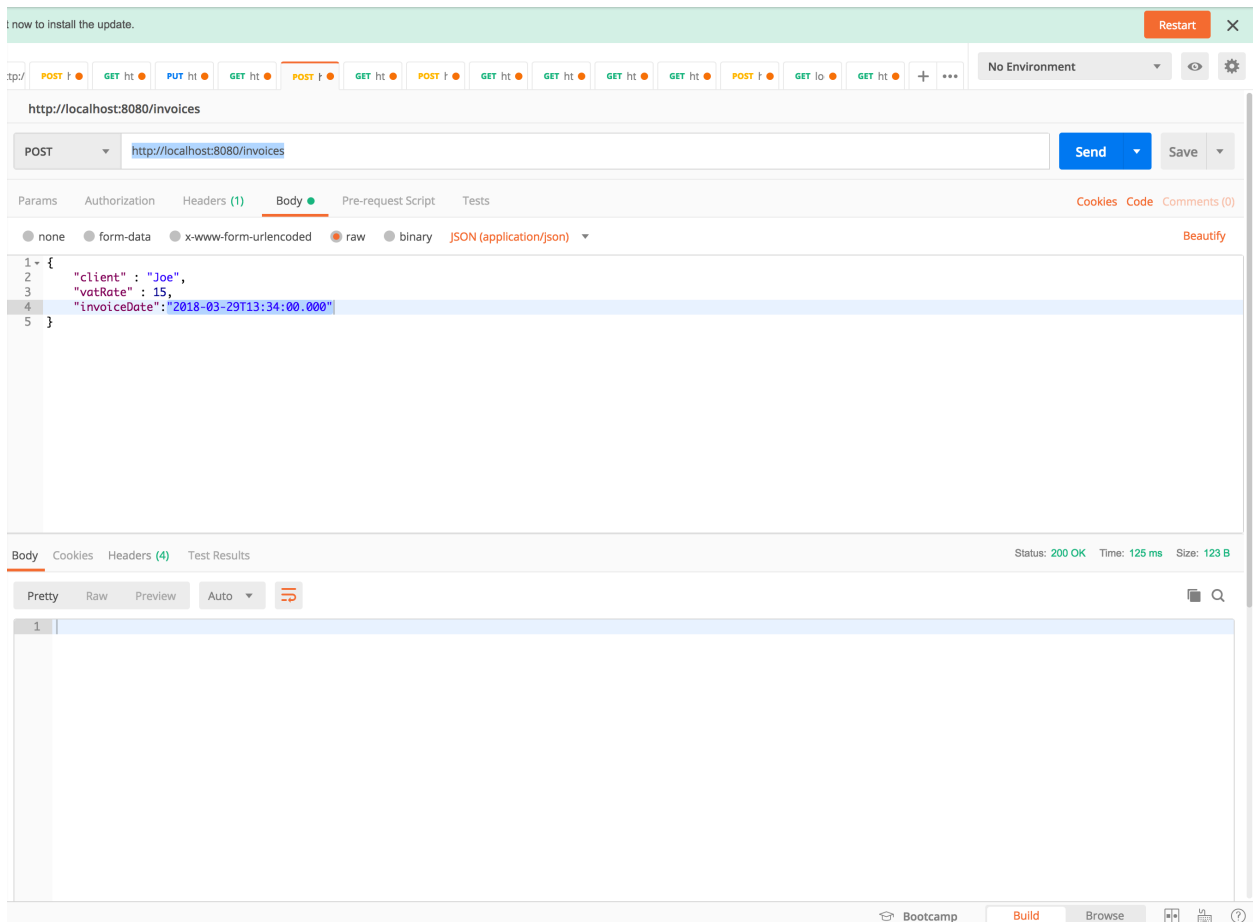 t now to install the update. Restart
tp:/ POST h GET ht PUT ht GET ht POST h GET ht POST h GET ht GET ht GET ht GET ht POST h GET lo GET ht + ••• No Environment
http://localhost:8080/invoices
POST http://localhost:8080/invoices Send Save
Params Authorization Headers (1) Body Pre-request Script Tests Cookies Code Comments (0)
none form-data x-www-form-urlencoded raw binary JSON (application/json) Beautify
1 {
2 "client" : "Joe",
3 "vatRate" : 15,
4 "invoiceDate":"2018-03-29T13:34:00.000"
5 }
Body Cookies Headers (4) Test Results Status: 200 OK Time: 125 ms Size: 123 B
Pretty Raw Preview Auto
1
Bootcamp Build Browse